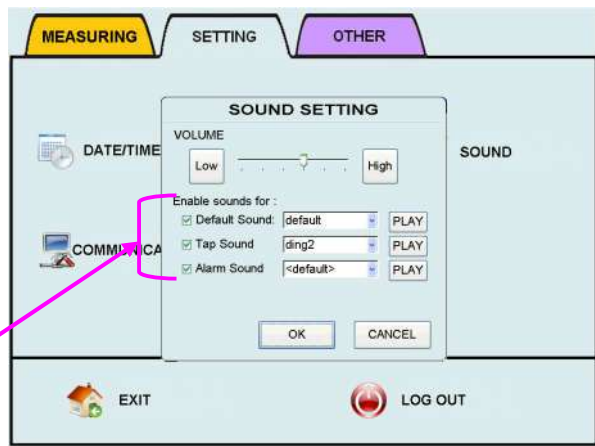 MEASURING SETTING OTHER
SOUND SETTING
VOLUME
Low High
DATE/TIME SOUND
Enable sounds for :
Default Sound: default PLAY
Tap Sound ding2 PLAY
COMMUNICA
Alarm Sound <default> PLAY
OK CANCEL
EXIT LOG OUT